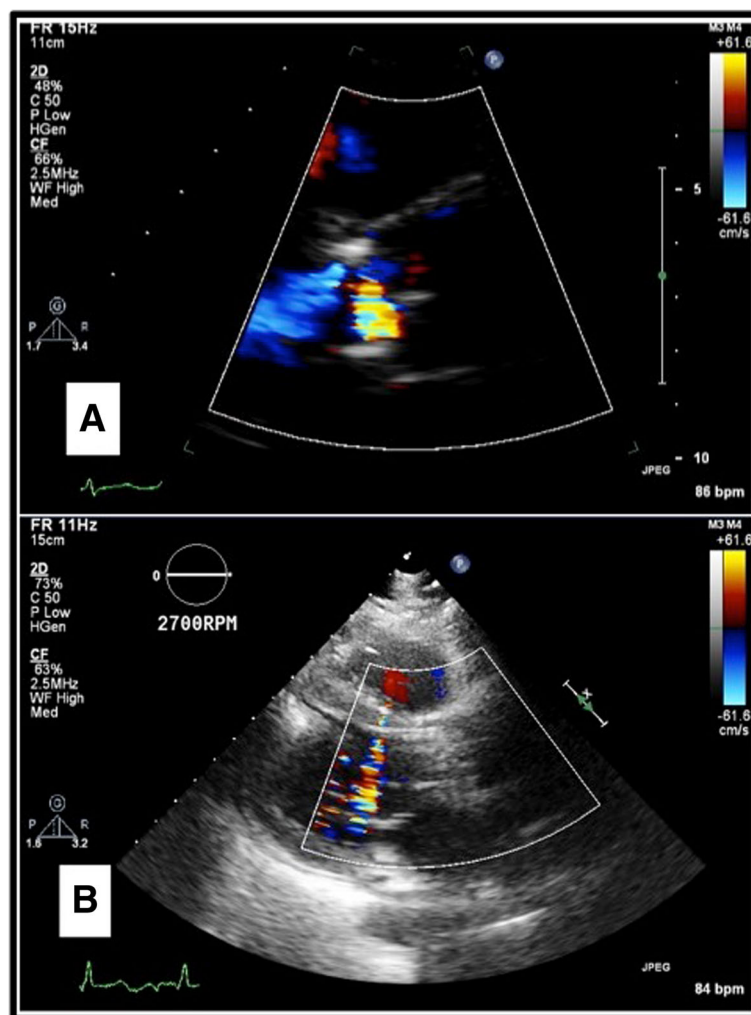 FR 15Hz
11cm
M3 M4
+61.6
2D
48%
C 50
P Low
HGen
CF
66%
2.5MHz
WF High
Med
P
5
-61.6
cm/s
G
P R
1.7 3.4
A
10
JPEG
86 bpm
FR 11Hz
15cm
M3 M4
+61.6
P
0
2700RPM
2D
73%
C 50
P Low
HGen
CF
63%
2.5MHz
WF High
Med
x
-61.6
cm/s
G
P R
1.6 3.2
B
JPEG
84 bpm